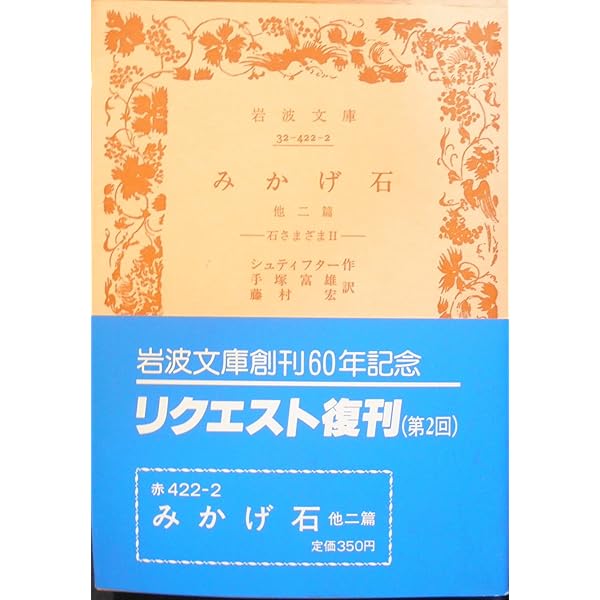 岩波文庫
32-422-2
みかげ石
他二篇
―石さまざまII―
シュティフター作
手塚富雄
藤村宏訳
岩波文庫創刊60年記念
リクエスト復刊(第2回)
赤422-2
みかげ石 他二篇
定価350円